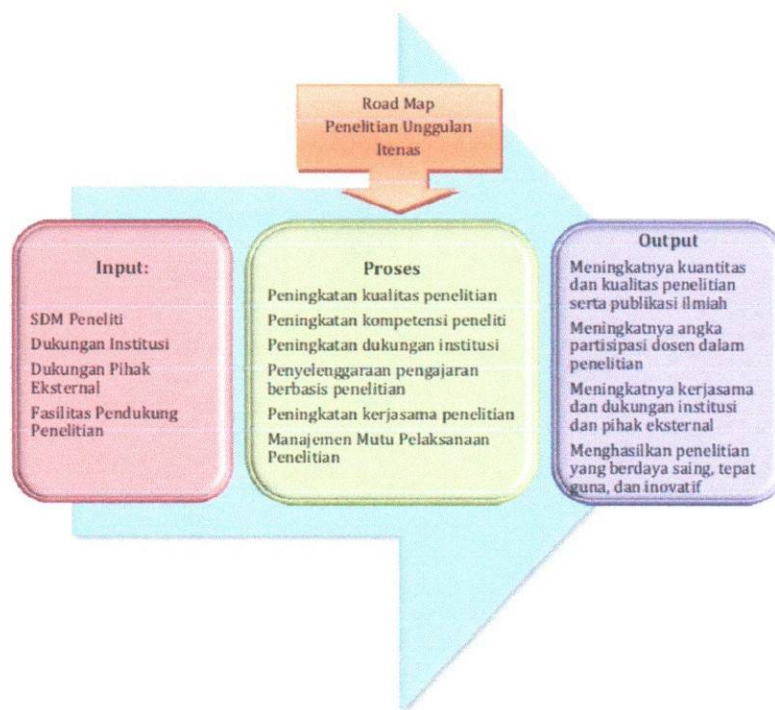 Road Map
Penelitian Unggulan
Itenas
Input:
SDM Peneliti
Dukungan Institusi
Dukungan Pihak
Eksternal
Fasilitas Pendukung
Penelitian
Proses
Peningkatan kualitas penelitian
Peningkatan kompetensi peneliti
Peningkatan dukungan institusi
Penyelenggaraan pengajaran
berbasis penelitian
Peningkatan kerjasama penelitian
Manajemen Mutu Pelaksanaan
Penelitian
Output
Meningkatnya kuantitas
dan kualitas penelitian
serta publikasi ilmiah
Meningkatnya angka
partisipasi dosen dalam
penelitian
Meningkatnya kerjasama
dan dukungan institusi
dan pihak eksternal
Menghasilkan penelitian
yang berdaya saing, tepat
guna, dan inovatif